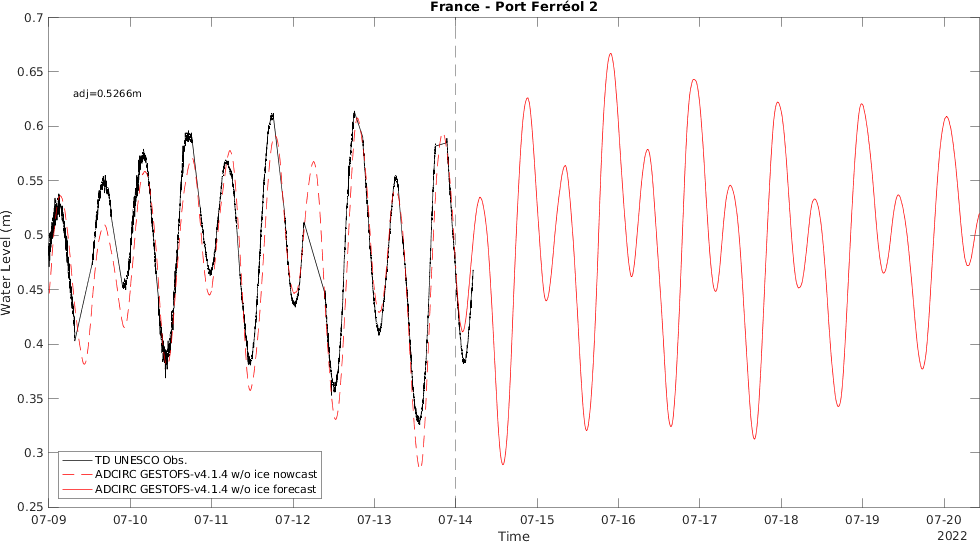 France - Port Ferréol 2
adj=0.5266m
Water Level (m)
0.7
0.65
0.6
0.55
0.5
0.45
0.4
0.35
0.3
0.25
TD UNESCO Obs.
ADCIRC GESTOFS-v4.1.4 w/o ice nowcast
ADCIRC GESTOFS-v4.1.4 w/o ice forecast
07-09 07-10 07-11 07-12 07-13 07-14 07-15 07-16 07-17 07-18 07-19 07-20
Time
2022